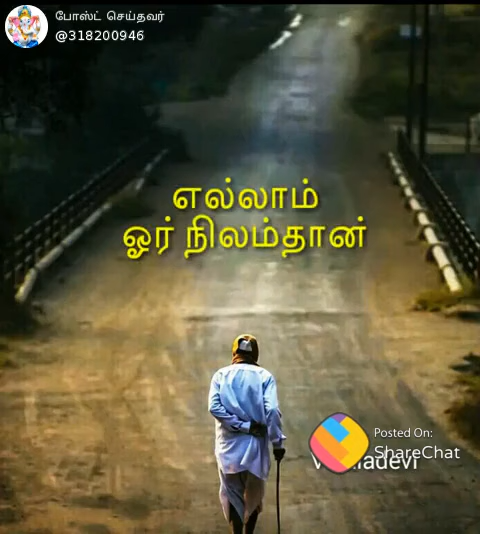 போஸ்ட் செய்தவர்
@318200946
எல்லாம்
ஓர் நிலம்தான்
Posted On:
ShareChat